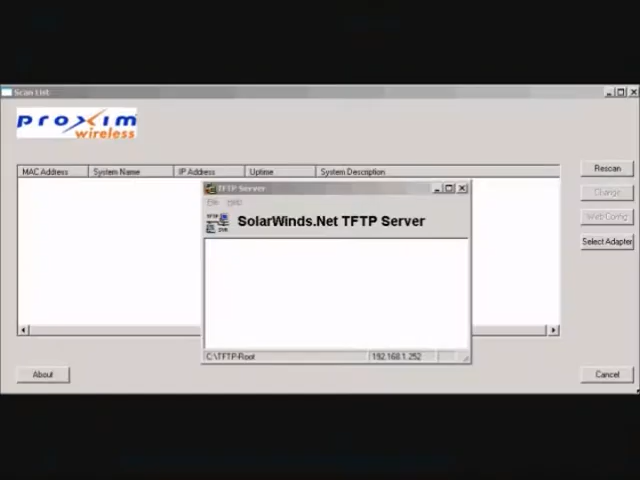 Scan List
proxim
wireless
MAC Address System Name IP Address Uptime System Description
Rescan
Change
Web Config
Select Adapter
TFTP Server
File Help
SolarWinds.Net TFTP Server
C:\TFTP-Root 192.168.1.252
About
Cancel